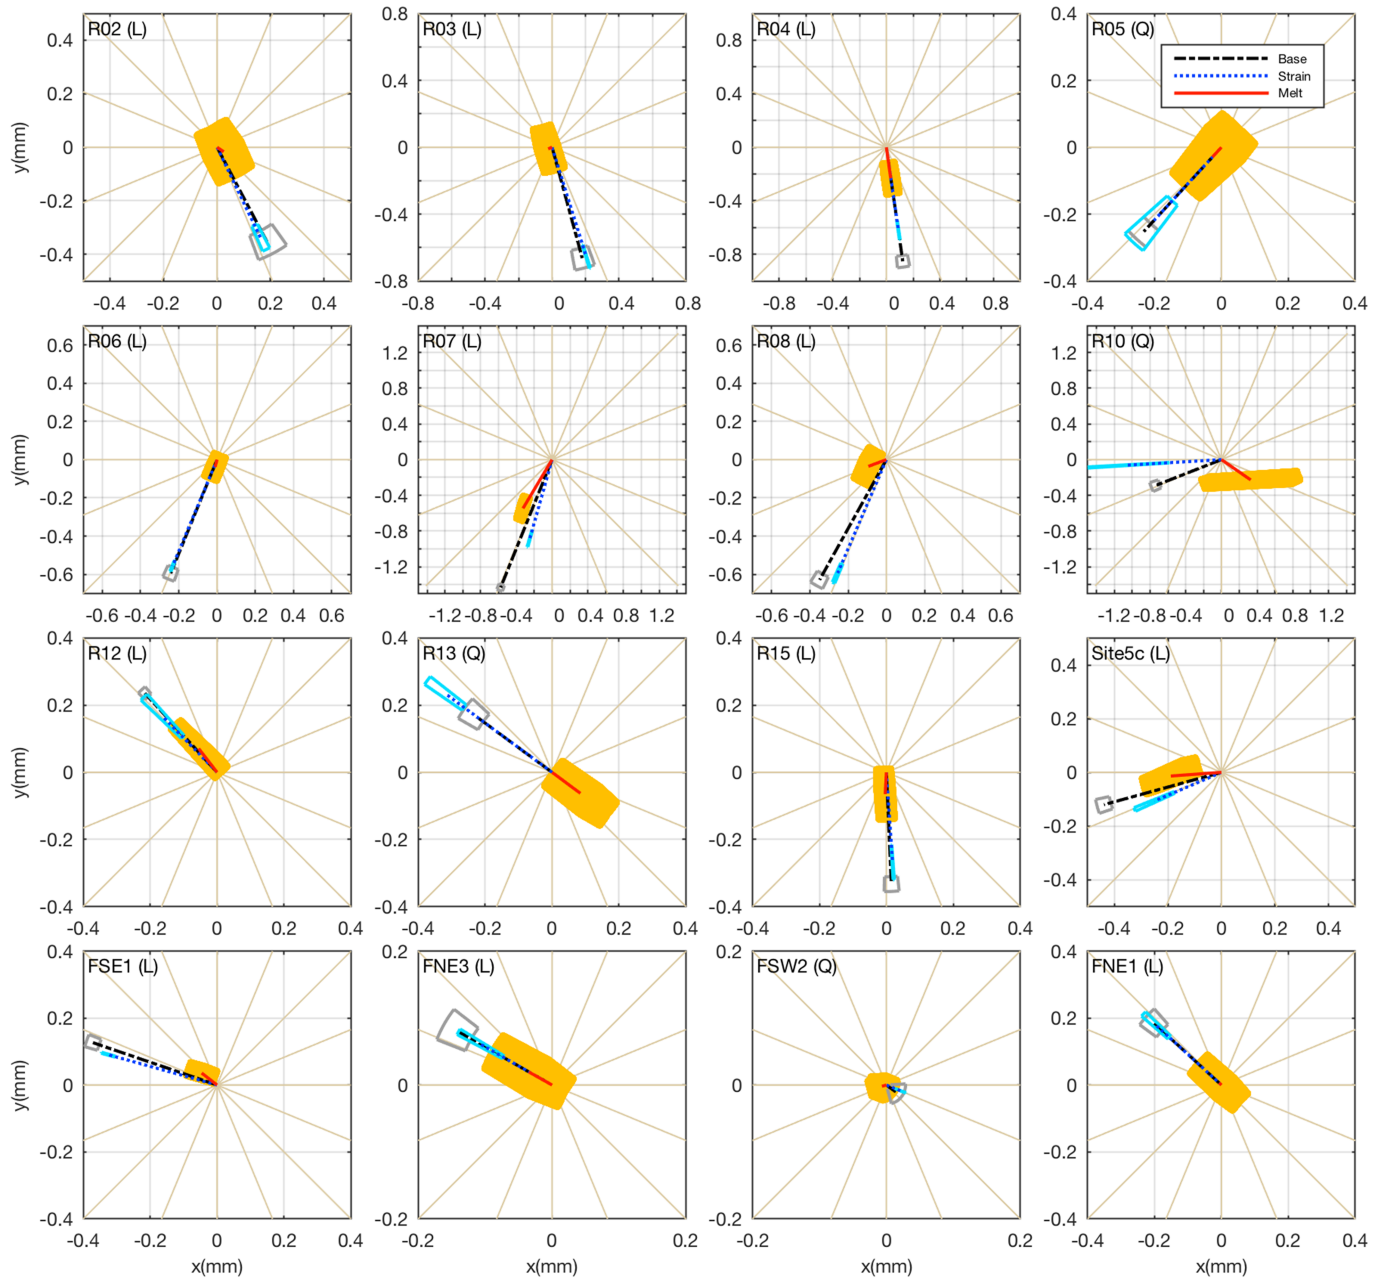 R02 (L)
R03 (L)
R04 (L)
R05 (Q)
Base
Strain
Melt
y(mm)
0.4
0.2
0
-0.2
-0.4
0.8
0.4
0
-0.4
-0.8
0.8
0.4
0
-0.4
-0.8
0.4
0.2
0
-0.2
-0.4
-0.4 -0.2 0 0.2 0.4
-0.8 -0.4 0 0.4 0.8
-0.8 -0.4 0 0.4 0.8
-0.4 -0.2 0 0.2 0.4
R06 (L)
R07 (L)
R08 (L)
R10 (Q)
y(mm)
0.6
0.4
0.2
0
-0.2
-0.4
-0.6
1.2
0.8
0.4
0
-0.4
-0.8
-1.2
0.6
0.4
0.2
0
-0.2
-0.4
-0.6
1.2
0.8
0.4
0
-0.4
-0.8
-1.2
-0.6 -0.4 -0.2 0 0.2 0.4 0.6
-1.2 -0.8 -0.4 0 0.4 0.8 1.2
-0.6 -0.4 -0.2 0 0.2 0.4 0.6
-1.2 -0.8 -0.4 0 0.4 0.8 1.2
R12 (L)
R13 (Q)
R15 (L)
Site5c (L)
y(mm)
0.4
0.2
0
-0.2
-0.4
0.4
0.2
0
-0.2
-0.4
0.4
0.2
0
-0.2
-0.4
0.4
0.2
0
-0.2
-0.4
-0.4 -0.2 0 0.2 0.4
-0.4 -0.2 0 0.2 0.4
-0.4 -0.2 0 0.2 0.4
-0.4 -0.2 0 0.2 0.4
FSE1 (L)
FNE3 (L)
FSW2 (Q)
FNE1 (L)
y(mm)
0.4
0.2
0
-0.2
-0.4
0.2
0
-0.2
0.2
0
-0.2
0.4
0.2
0
-0.2
-0.4
-0.4 -0.2 0 0.2 0.4
-0.2 0 0.2
-0.2 0 0.2
-0.4 -0.2 0 0.2 0.4
x(mm)
x(mm)
x(mm)
x(mm)